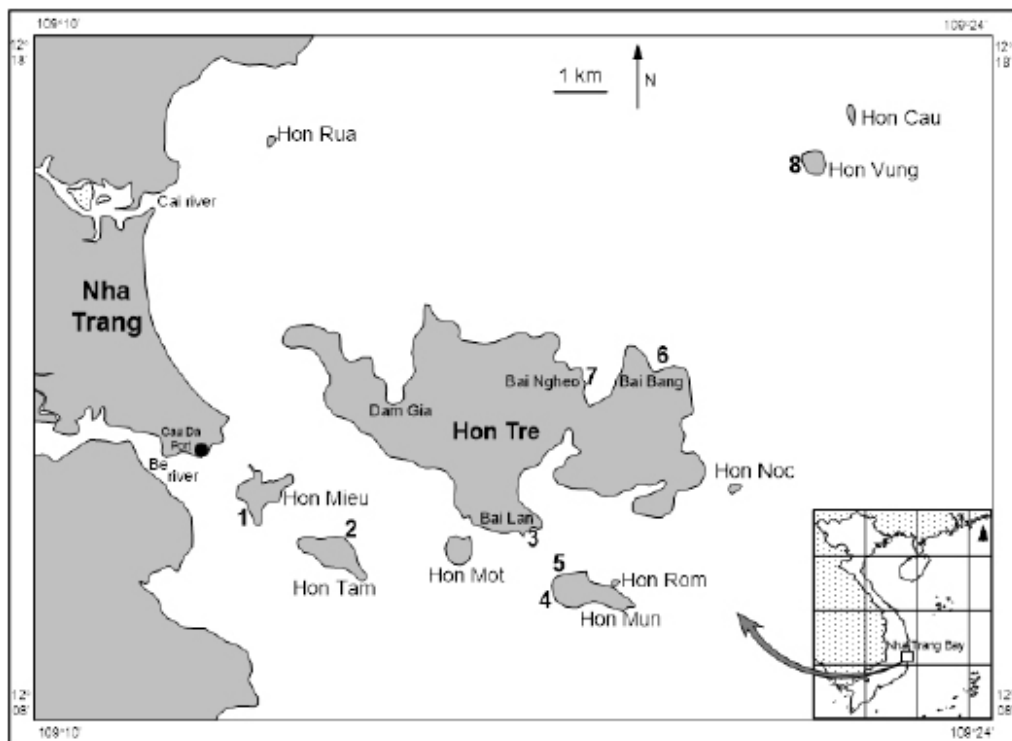 109°10'
109°24'
12°
18'
12°
18'
1 km
N
Hon Cau
Hon Rua
8
Hon Vung
Cai river
Nha
Trang
6
Bai Ngheo
7
Bai Bang
Dam Gia
Hon Tre
Cau Da
Port
Be
river
Hon Noc
Hon Mieu
1
2
Bai Lan
3
Hon Tam
Hon Mot
5
Hon Rom
4
Hon Mun
Nha Trang Bay
12°
08'
12°
08'
109°10'
109°24'